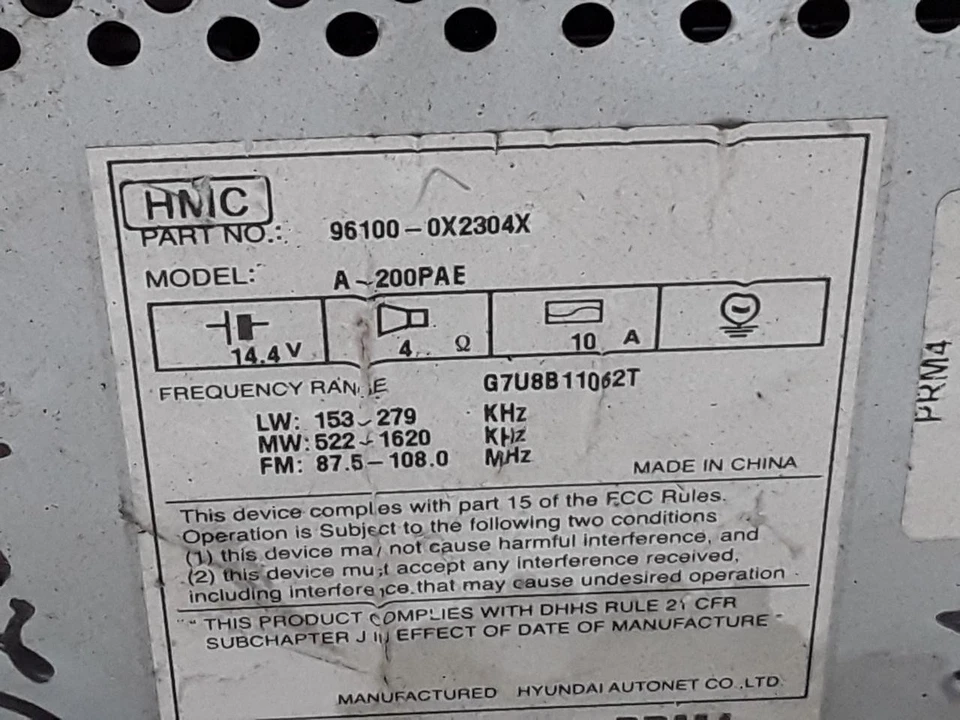 HMC
PART NO.: 96100-0X2304X
MODEL: A-200PAE
14.4 V 4 Ω 10 A
FREQUENCY RANGE G7U8B11062T
LW: 153-279 KHz
MW: 522-1620 KHz
FM: 87.5-108.0 MHz
MADE IN CHINA
This device complies with part 15 of the FCC Rules.
Operation is Subject to the following two conditions
(1) this device may not cause harmful interference, and
(2) this device must accept any interference received,
including interference that may cause undesired operation
THIS PRODUCT COMPLIES WITH DHHS RULE 21 CFR
SUBCHAPTER J IN EFFECT OF DATE OF MANUFACTURE
MANUFACTURED HYUNDAI AUTONET CO.,LTD
PRM4